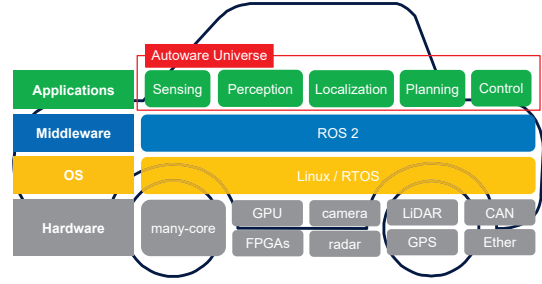 Autoware Universe
Applications Sensing Perception Localization Planning Control
Middleware ROS 2
OS Linux / RTOS
GPU camera LiDAR CAN
Hardware many-core
FPGAs radar GPS Ether